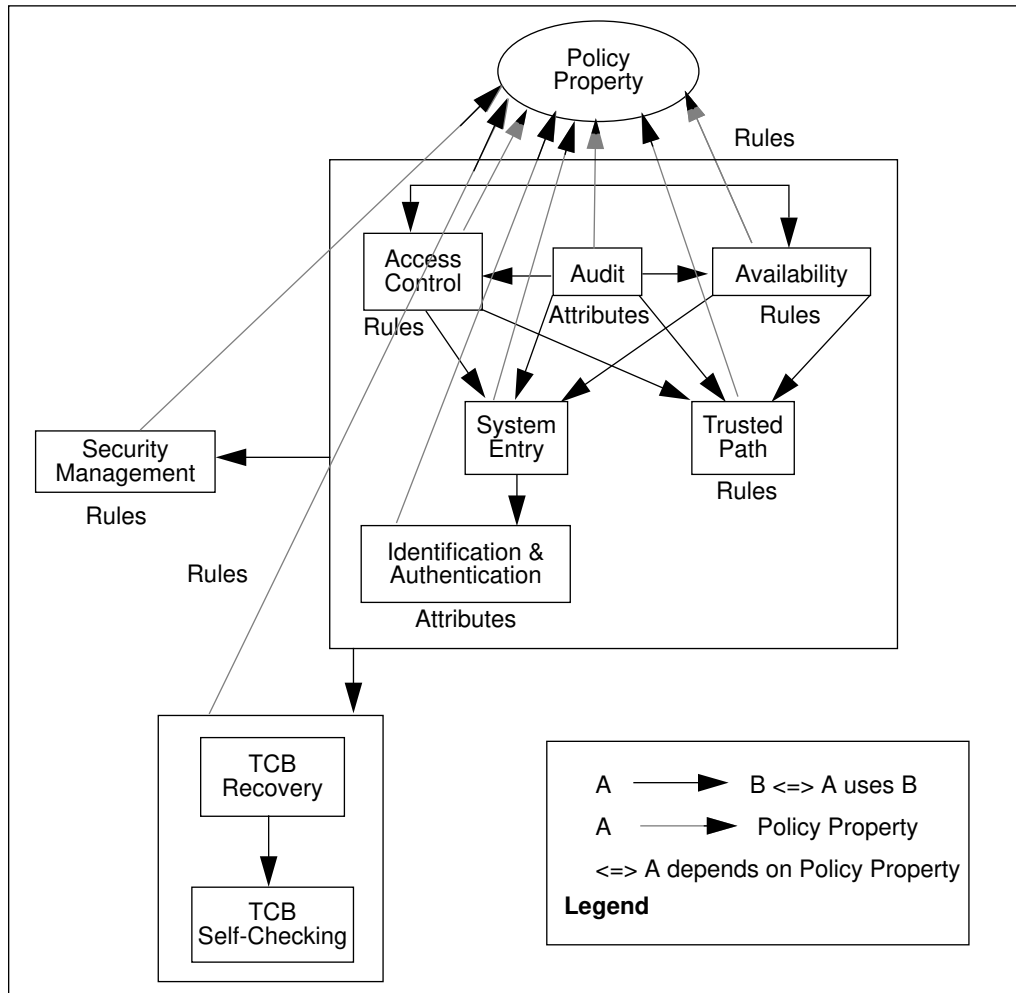 Policy
Property
Rules
Access
Control
Audit
Availability
Rules
Attributes
Rules
System
Entry
Trusted
Path
Security
Management
Rules
Rules
Identification &
Authentication
Rules
Attributes
TCB
Recovery
TCB
Self-Checking
A B <=> A uses B
A Policy Property
<=> A depends on Policy Property
Legend